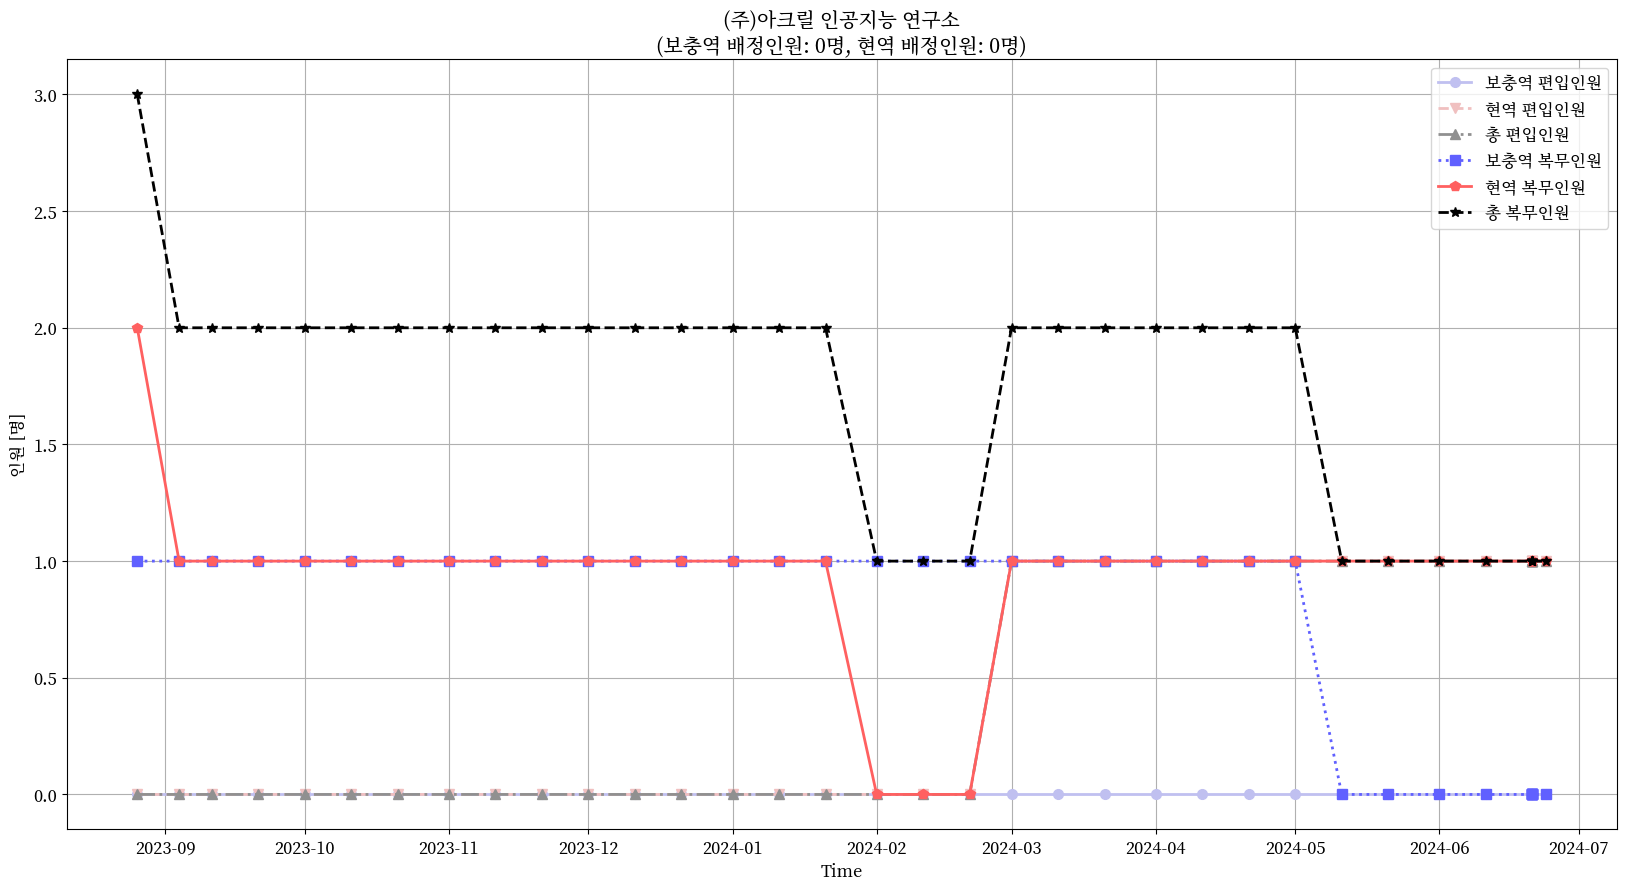 (주)아크릴 인공지능 연구소
(보충역 배정인원: 0명, 현역 배정인원: 0명)
보충역 편입인원
현역 편입인원
총 편입인원
보충역 복무인원
현역 복무인원
총 복무인원
3.0
2.5
2.0
1.5
1.0
0.5
0.0
인원 [명]
2023-09 2023-10 2023-11 2023-12 2024-01 2024-02 2024-03 2024-04 2024-05 2024-06 2024-07
Time